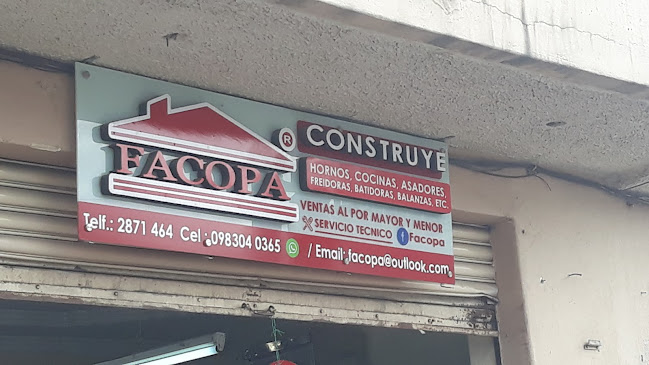 FACOPA ®
CONSTRUYE
HORNOS, COCINAS, ASADORES,
FREIDORAS, BATIDORAS, BALANZAS, ETC.
VENTAS AL POR MAYOR Y MENOR
SERVICIO TECNICO f Facopa
Telf.: 2871 464 Cel.: 098304 0365 / Email: facopa@outlook.com